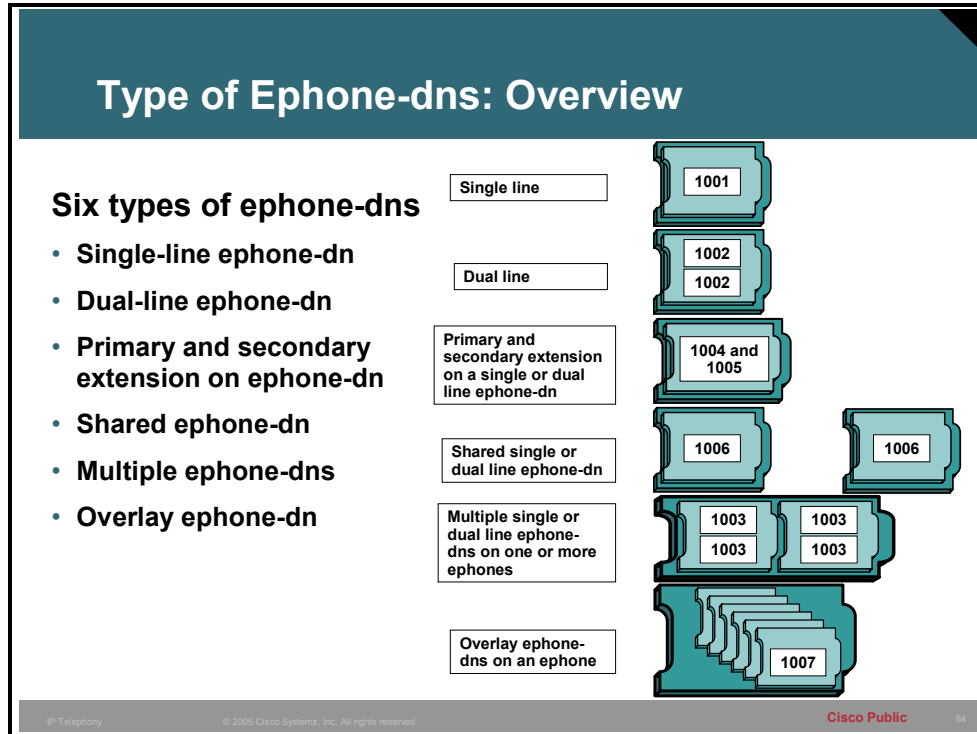 Type of Ephone-dns: Overview
Six types of ephone-dns
• Single-line ephone-dn
• Dual-line ephone-dn
• Primary and secondary
extension on ephone-dn
• Shared ephone-dn
• Multiple ephone-dns
• Overlay ephone-dn
Single line
1001
Dual line
1002
1002
Primary and
secondary extension
on a single or dual
line ephone-dn
1004 and
1005
Shared single or
dual line ephone-dn
1006
1006
Multiple single or
dual line ephone-
dns on one or more
ephones
1003
1003
1003
1003
Overlay ephone-
dns on an ephone
1007
IP Telephony
© 2005 Cisco Systems, Inc. All rights reserved.
Cisco Public
84